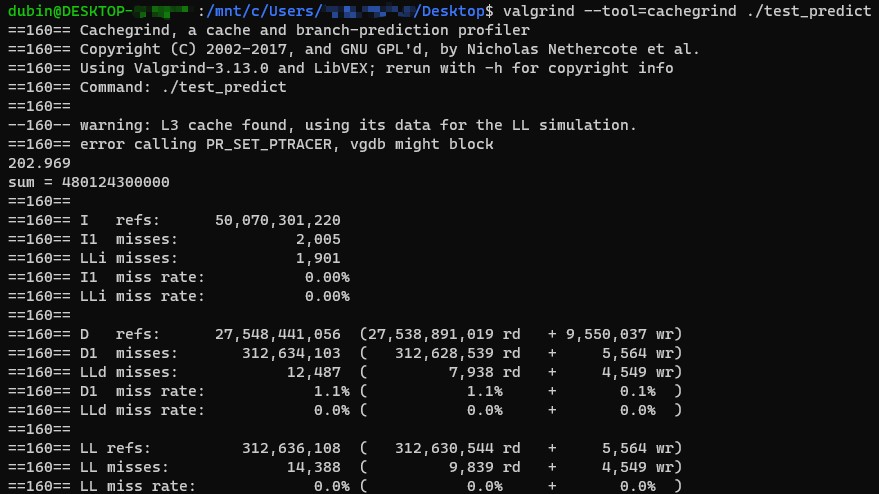 dubin@DESKTOP- :/mnt/c/Users/ /Desktop$ valgrind --tool=cachegrind ./test_predict
==160== Cachegrind, a cache and branch-prediction profiler
==160== Copyright (C) 2002-2017, and GNU GPL'd, by Nicholas Nethercote et al.
==160== Using Valgrind-3.13.0 and LibVEX; rerun with -h for copyright info
==160== Command: ./test_predict
==160==
--160-- warning: L3 cache found, using its data for the LL simulation.
==160== error calling PR_SET_PTRACER, vgdb might block
202.969
sum = 480124300000
==160==
==160== I   refs:      50,070,301,220
==160== I1  misses:             2,005
==160== LLi misses:             1,901
==160== I1  miss rate:           0.00%
==160== LLi miss rate:           0.00%
==160==
==160== D   refs:      27,548,441,056  (27,538,891,019 rd   + 9,550,037 wr)
==160== D1  misses:       312,634,103  (   312,628,539 rd   +     5,564 wr)
==160== LLd misses:            12,487  (         7,938 rd   +     4,549 wr)
==160== D1  miss rate:            1.1% (           1.1%     +       0.1%  )
==160== LLd miss rate:            0.0% (           0.0%     +       0.0%  )
==160==
==160== LL refs:          312,636,108  (   312,630,544 rd   +     5,564 wr)
==160== LL misses:             14,388  (         9,839 rd   +     4,549 wr)
==160== LL miss rate:             0.0% (           0.0%     +       0.0%  )